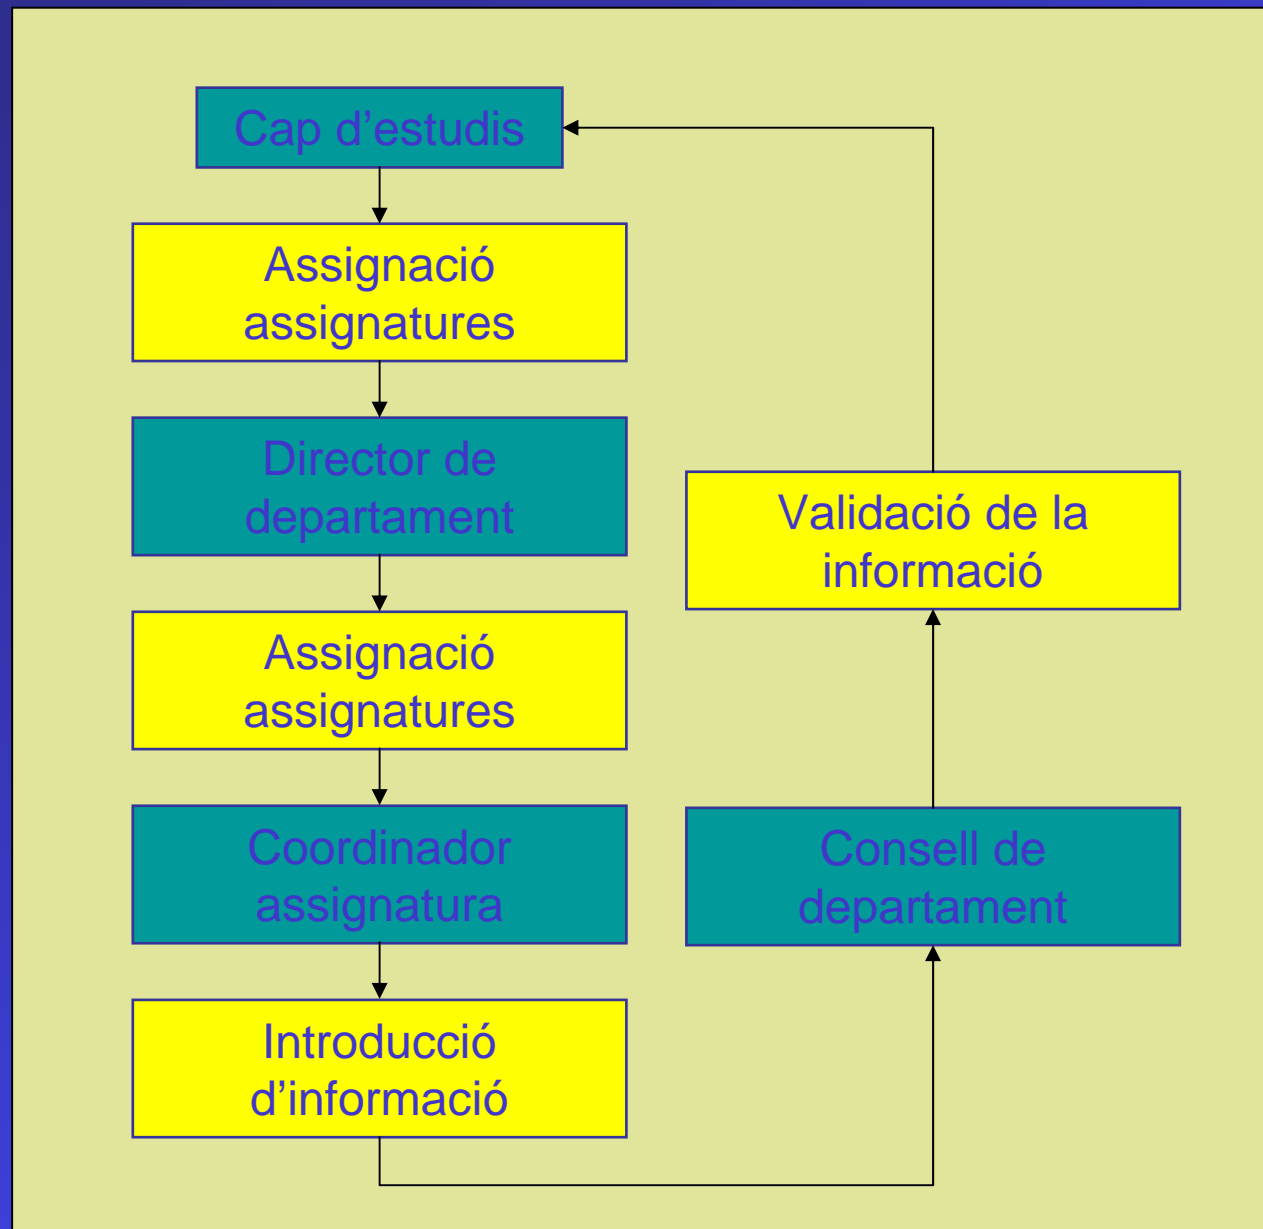 Cap d’estudis
Assignació
assignatures
Director de
departament
Assignació
assignatures
Coordinador
assignatura
Introducció
d’informació
Validació de la
informació
Consell de
departament